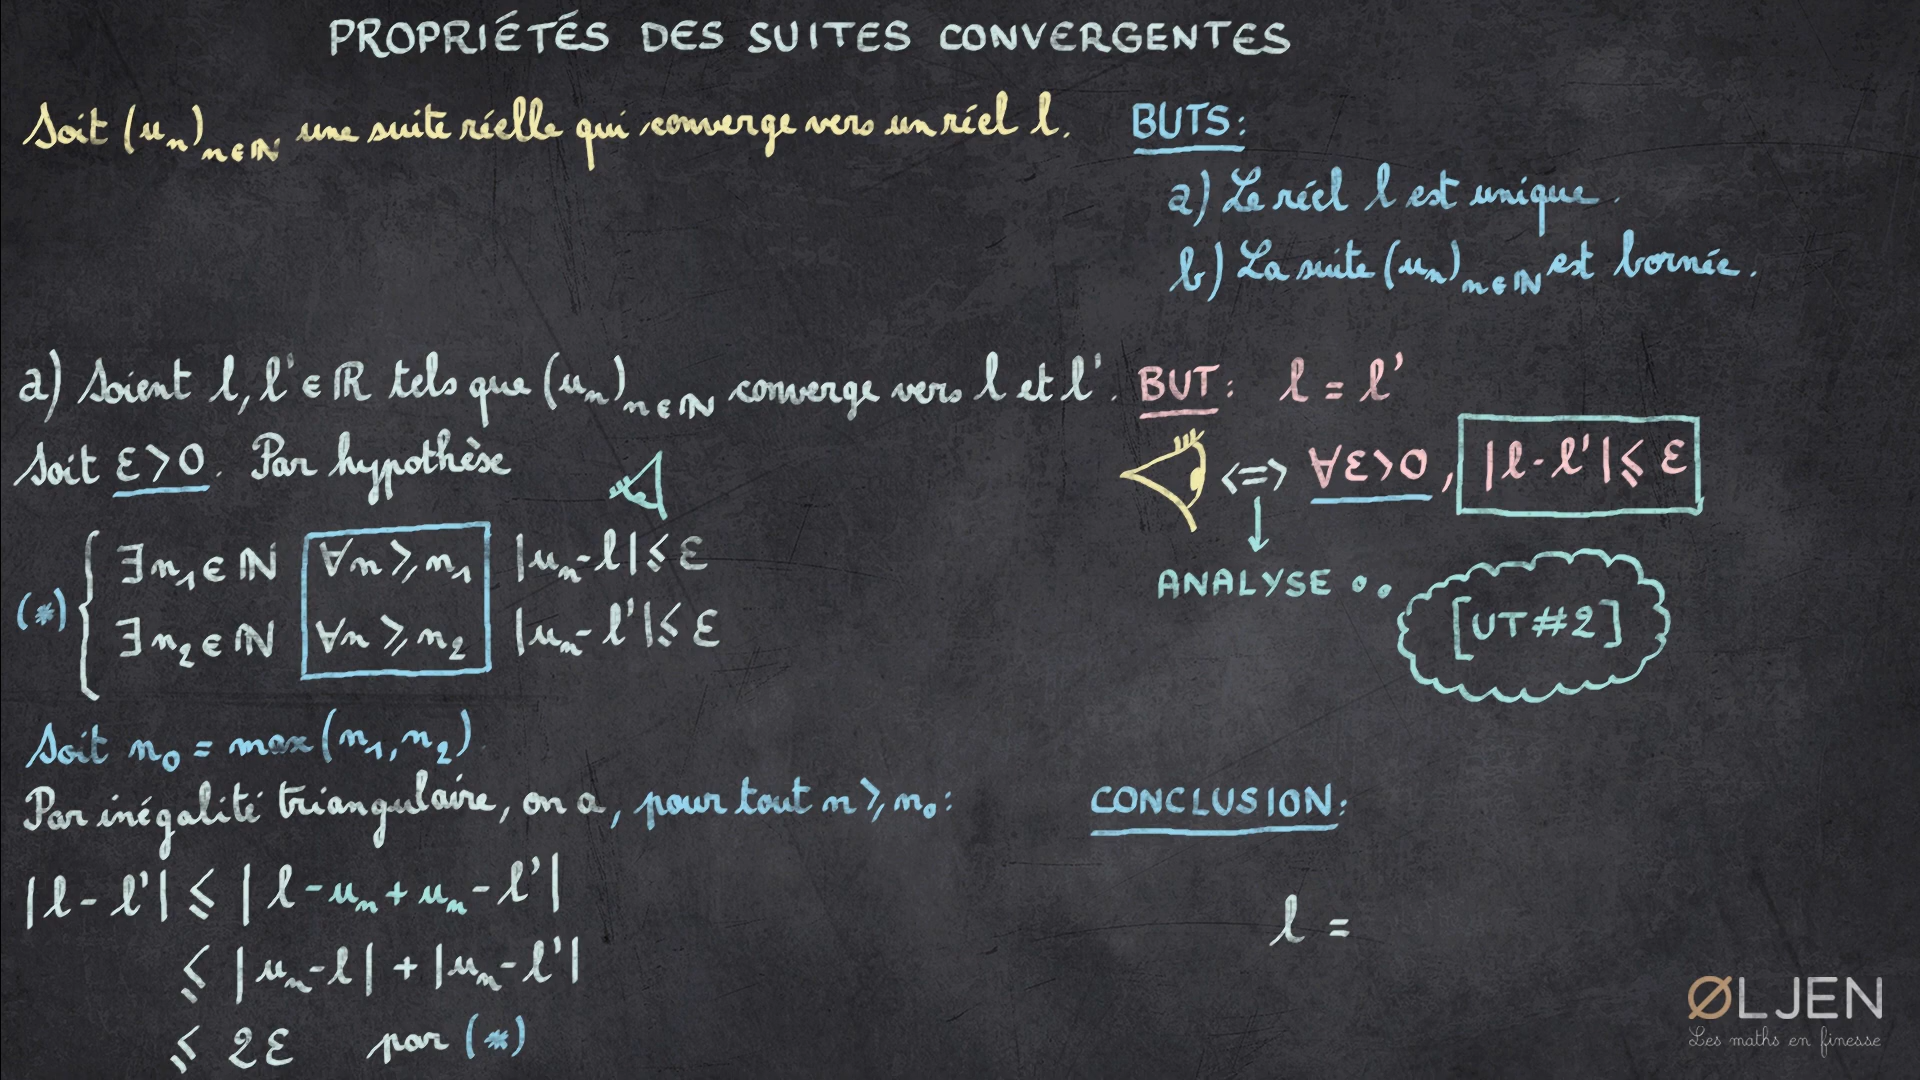 PROPRIÉTÉS DES SUITES CONVERGENTES
Soit (uₙ)ₙ∈ℕ une suite réelle qui converge vers un réel l.
BUTS:
a) Le réel l est unique.
b) La suite (uₙ)ₙ∈ℕ est bornée.
a) Soient l, l' ∈ ℝ tels que (uₙ)ₙ∈ℕ converge vers l et l'.
BUT: l = l'
Soit ε>0. Par hypothèse
<=> ∀ε>0, |l-l'|⩽ε
ANALYSE
[UT#2]
(*)
∃n₁∈ℕ ∀n⩾n₁ |uₙ-l|⩽ε
∃n₂∈ℕ ∀n⩾n₂ |uₙ-l'|⩽ε
Soit n₀ = max(n₁,n₂).
Par inégalité triangulaire, on a, pour tout n⩾n₀:
|l-l'| ⩽ |l-uₙ+uₙ-l'|
⩽ |uₙ-l| + |uₙ-l'|
⩽ 2ε par (*)
CONCLUSION:
l =
ØLJEN
Les maths en finesse